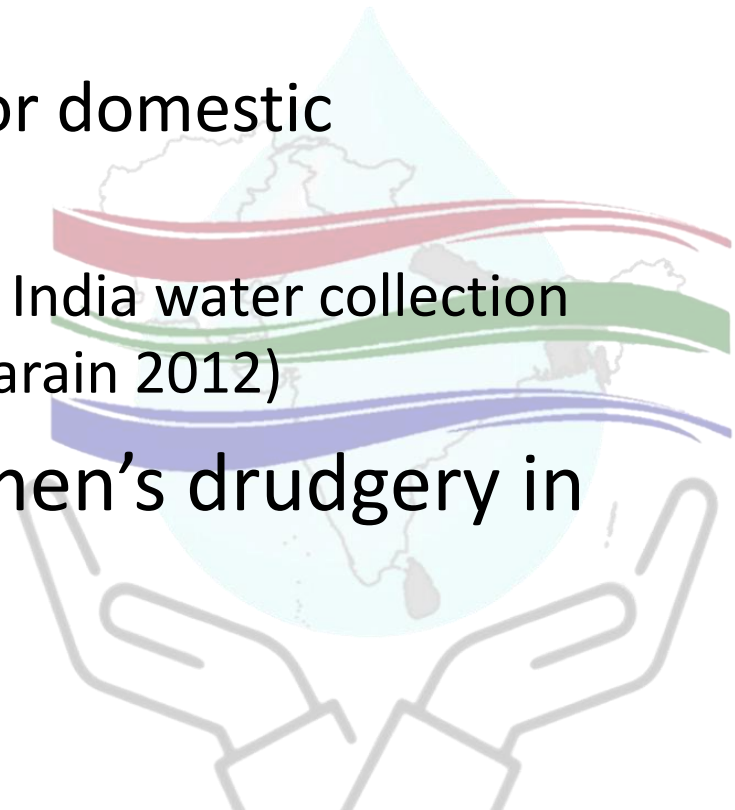 or domestic
India water collection
arain 2012)
nen’s drudgery in